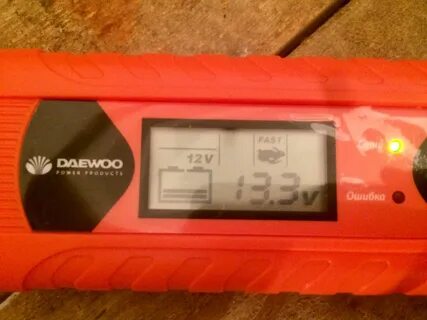 DAEWOO
POWER PRODUCTS
12V
FAST
13.3V
Ошибка